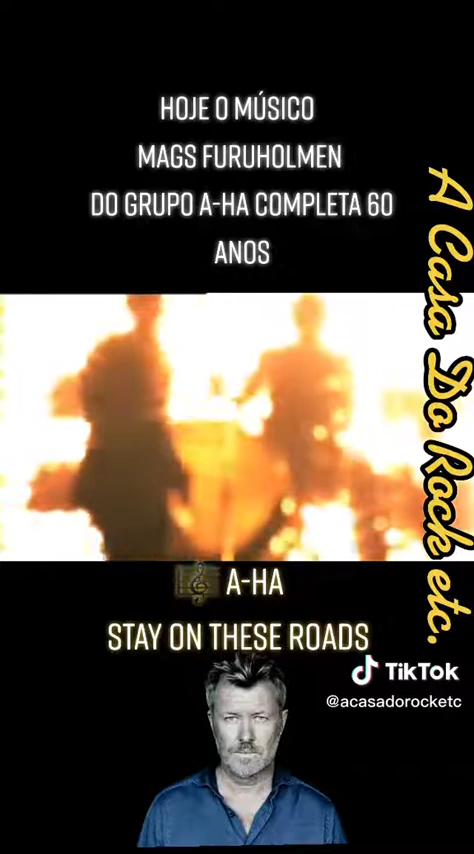 HOJE O MÚSICO
MAGS FURUHOLMEN
DO GRUPO A-HA COMPLETA 60
ANOS
A Casa Do Rock etc.
A-HA
STAY ON THESE ROADS
TikTok
@acasadorocketc